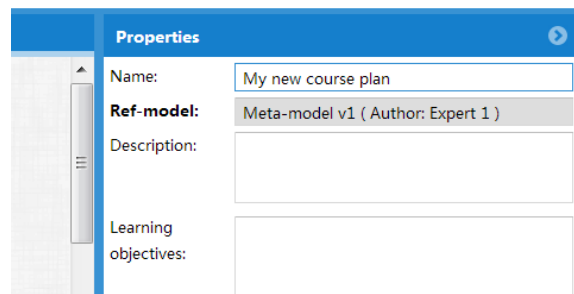 Properties
Name: My new course plan
Ref-model: Meta-model v1 ( Author: Expert 1 )
Description:
Learning
objectives: